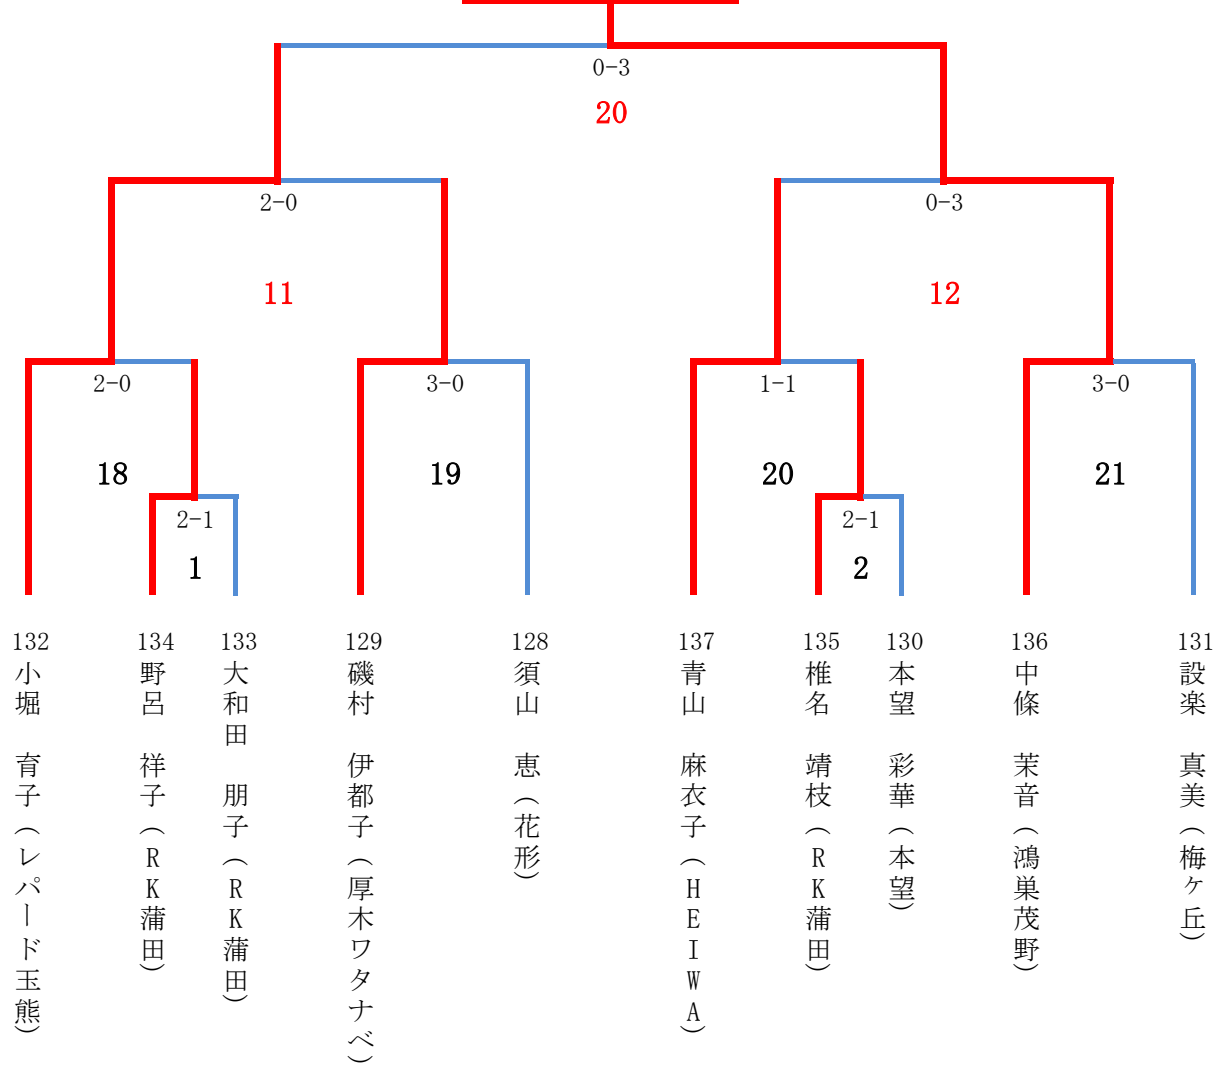 0-3
20
2-0
0-3
11
12
2-0
3-0
1-1
3-0
18
19
20
21
2-1
2-1
1
2
132
134
133
129
128
137
135
130
136
131
小堀 育子(レパード玉熊)
野呂 祥子(RK蒲田)
大和田 朋子(RK蒲田)
磯村 伊都子(厚木ワタナベ)
須山 恵(花形)
青山 麻衣子(HEIWA)
椎名 靖枝(RK蒲田)
本望 彩華(本望)
中條 茉音(鴻巣茂野)
設楽 真美(梅ヶ丘)